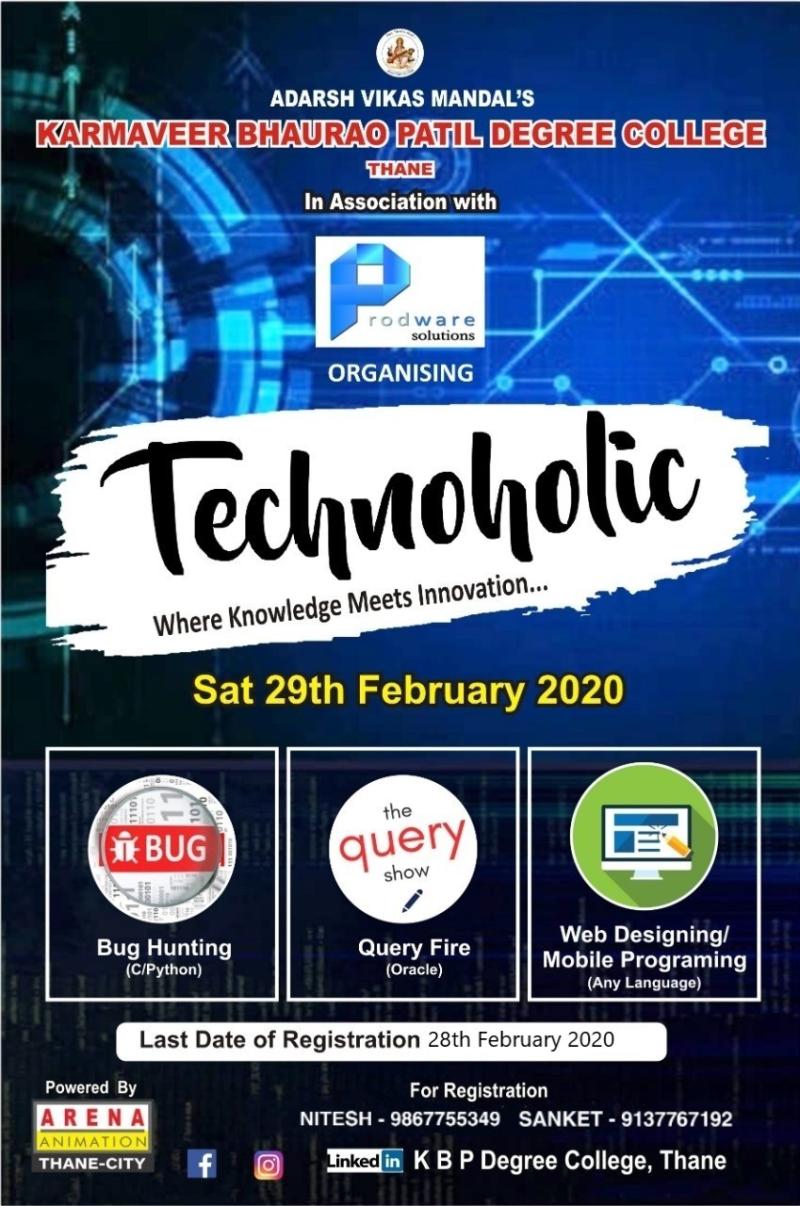 ADARSH VIKAS MANDAL'S
KARMAVEER BHAURAO PATIL DEGREE COLLEGE
THANE
In Association with
Prodware
solutions
ORGANISING
Technoholic
Where Knowledge Meets Innovation...
Sat 29th February 2020
BUG
Bug Hunting
(C/Python)
the
query
show
Query Fire
(Oracle)
Web Designing/
Mobile Programing
(Any Language)
Last Date of Registration 28th February 2020
Powered By
ARENA
ANIMATION
THANE-CITY
For Registration
NITESH - 9867755349 SANKET - 9137767192
Linked in K B P Degree College, Thane